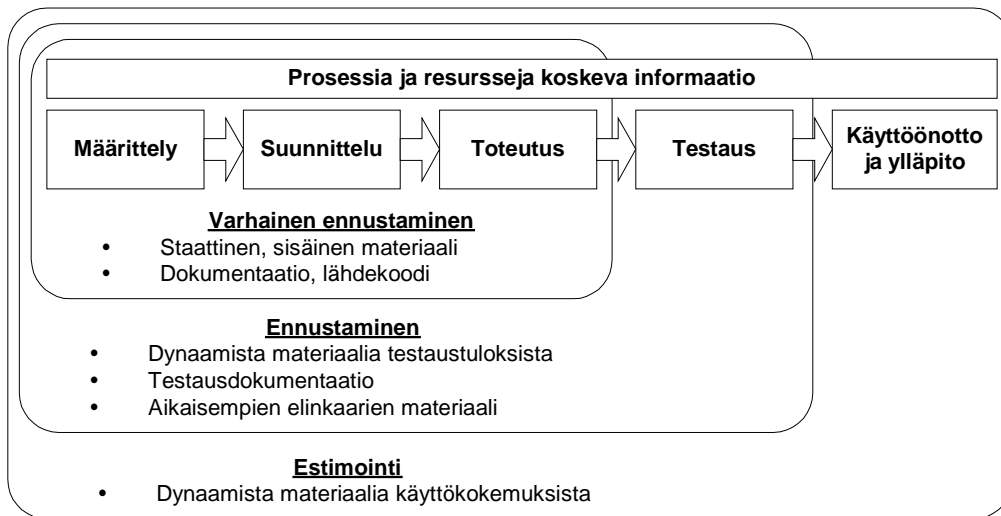 Prosessia ja resursseja koskeva informaatio
Määrittely
Suunnittelu
Toteutus
Testaus
Käyttöönotto
ja ylläpito
Varhainen ennustaminen
• Staattinen, sisäinen materiaali
• Dokumentaatio, lähdekoodi
Ennustaminen
• Dynaamista materiaalia testaustuloksista
• Testausdokumentaatio
• Aikaisempien elinkaarien materiaali
Estimointi
• Dynaamista materiaalia käyttökokemuksista